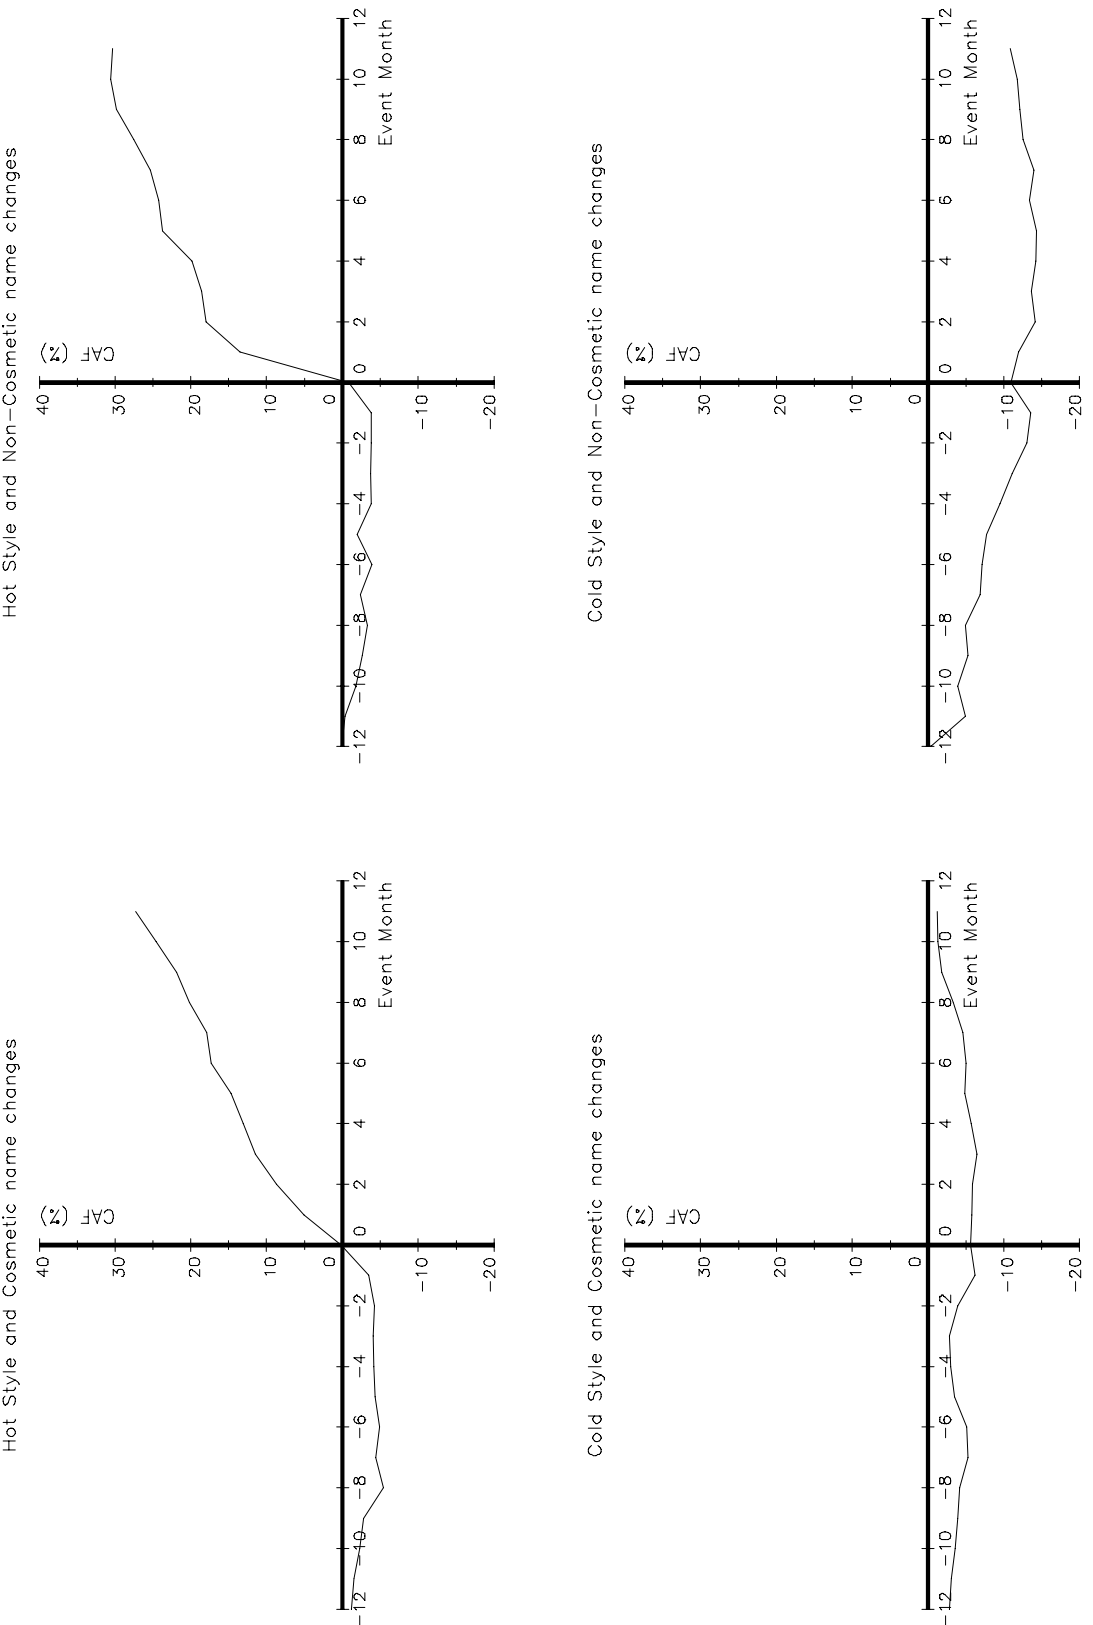 Hot Style and Cosmetic name changes
CAF (%)
40
30
20
10
0
-10
-20
-12 -10 -8 -6 -4 -2 0 2 4 6 8 10 12
Event Month
Hot Style and Non-Cosmetic name changes
CAF (%)
40
30
20
10
0
-10
-20
-12 -10 -8 -6 -4 -2 0 2 4 6 8 10 12
Event Month
Cold Style and Cosmetic name changes
CAF (%)
40
30
20
10
0
-10
-20
-12 -10 -8 -6 -4 -2 0 2 4 6 8 10 12
Event Month
Cold Style and Non-Cosmetic name changes
CAF (%)
40
30
20
10
0
-10
-20
-12 -10 -8 -6 -4 -2 0 2 4 6 8 10 12
Event Month